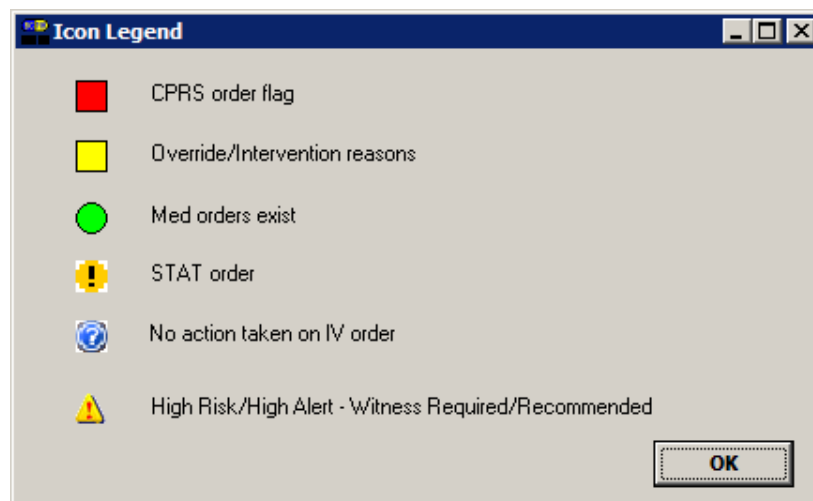 Icon Legend
CPRS order flag
Override/Intervention reasons
Med orders exist
STAT order
No action taken on IV order
High Risk/High Alert - Witness Required/Recommended
OK